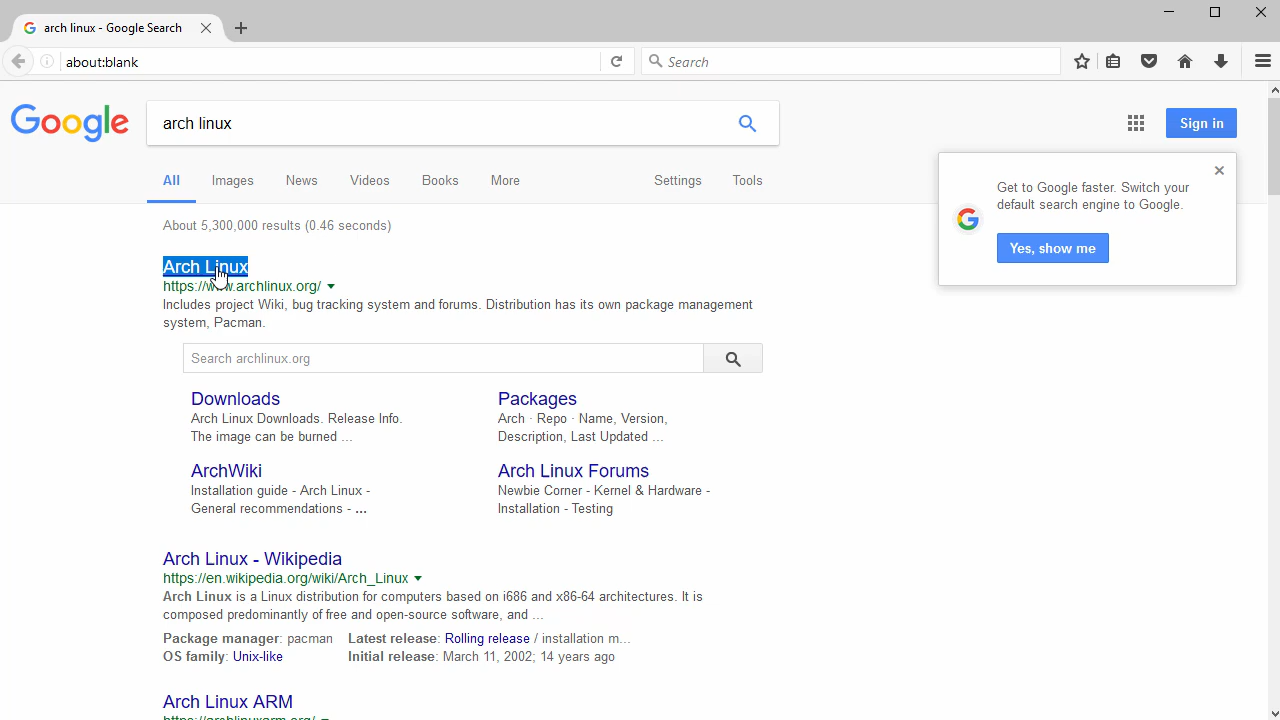 arch linux - Google Search
about:blank
Search
Google
arch linux
Sign in
All Images News Videos Books More Settings Tools
Get to Google faster. Switch your
default search engine to Google.
Yes, show me
About 5,300,000 results (0.46 seconds)
Arch Linux
https://www.archlinux.org/
Includes project Wiki, bug tracking system and forums. Distribution has its own package management
system, Pacman.
Search archlinux.org
Downloads
Arch Linux Downloads. Release Info.
The image can be burned ...
Packages
Arch · Repo · Name, Version,
Description, Last Updated ...
ArchWiki
Installation guide - Arch Linux -
General recommendations - ...
Arch Linux Forums
Newbie Corner - Kernel & Hardware -
Installation - Testing
Arch Linux - Wikipedia
https://en.wikipedia.org/wiki/Arch_Linux
Arch Linux is a Linux distribution for computers based on i686 and x86-64 architectures. It is
composed predominantly of free and open-source software, and ...
Package manager: pacman Latest release: Rolling release / installation m...
OS family: Unix-like Initial release: March 11, 2002; 14 years ago
Arch Linux ARM
https://archlinuxarm.org/